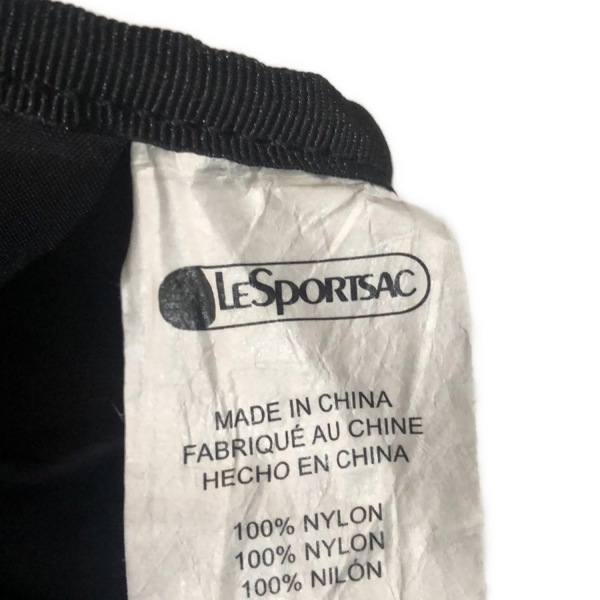 LESPORTSAC
MADE IN CHINA
FABRIQUÉ AU CHINE
HECHO EN CHINA
100% NYLON
100% NYLON
100% NILÓN